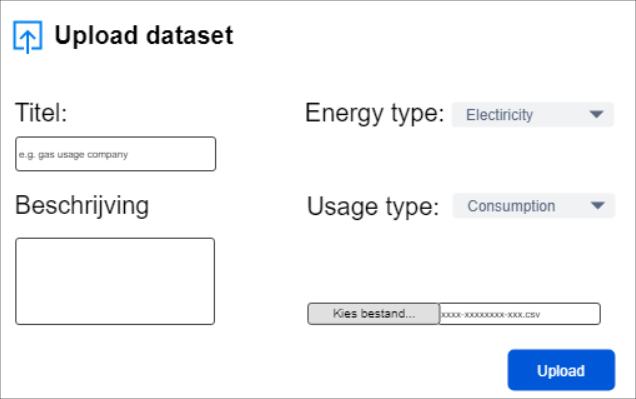 Upload dataset
Titel:
e.g. gas usage company
Beschrijving
Energy type: Electiricity
Usage type: Consumption
Kies bestand... xxxx-xxxxxxxx-xxx.csv
Upload